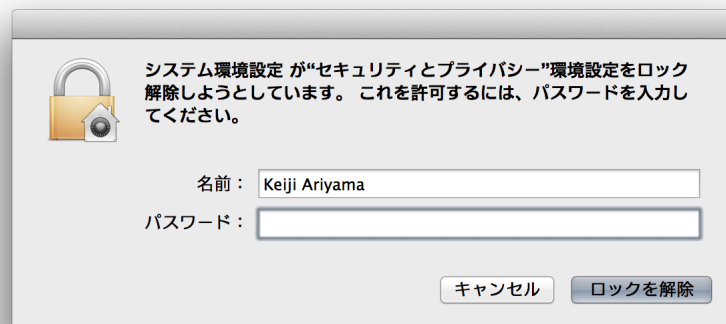 システム環境設定 が“セキュリティとプライバシー”環境設定をロック
解除しようとしています。 これを許可するには、パスワードを入力し
てください。
名前： Keiji Ariyama
パスワード：
キャンセル ロックを解除